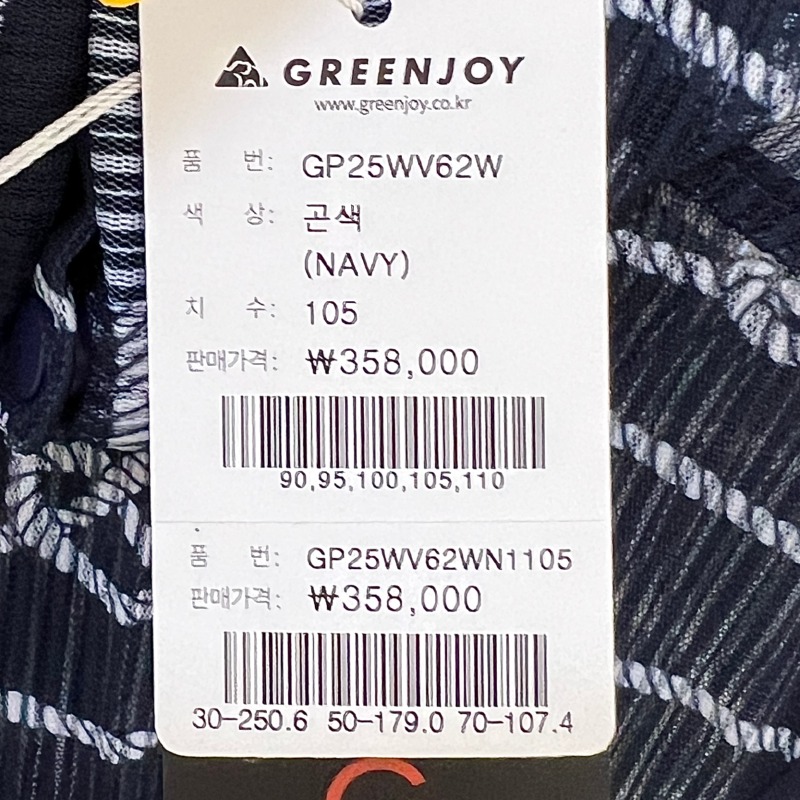 GREENJOY
www.greenjoy.co.kr
품 번: GP25WV62W
색 상: 곤색
(NAVY)
치 수: 105
판매가격: ₩358,000
90,95,100,105,110
품 번: GP25WV62WN1105
판매가격: ₩358,000
30-250.6 50-179.0 70-107.4